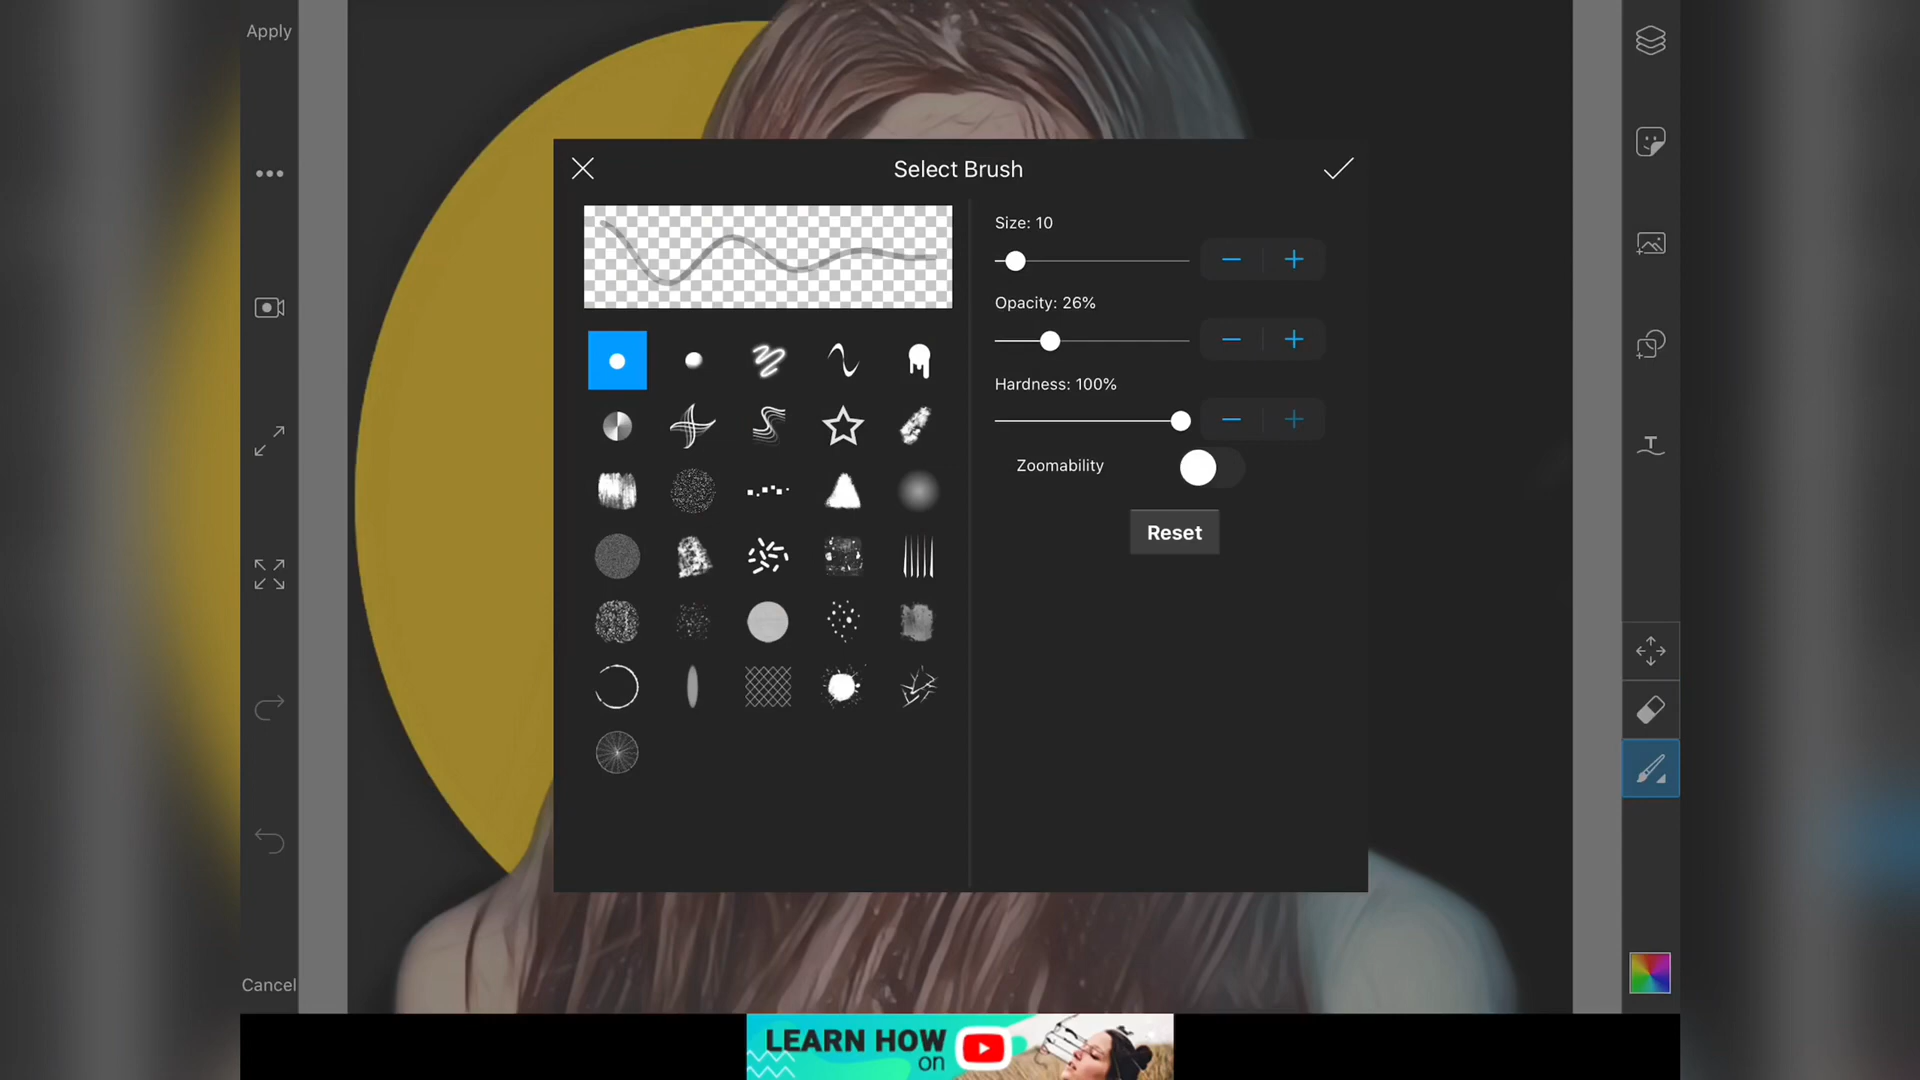 Apply
Select Brush
Size: 10
Opacity: 26%
Hardness: 100%
Zoomability
Reset
T
Cancel
LEARN HOW
on